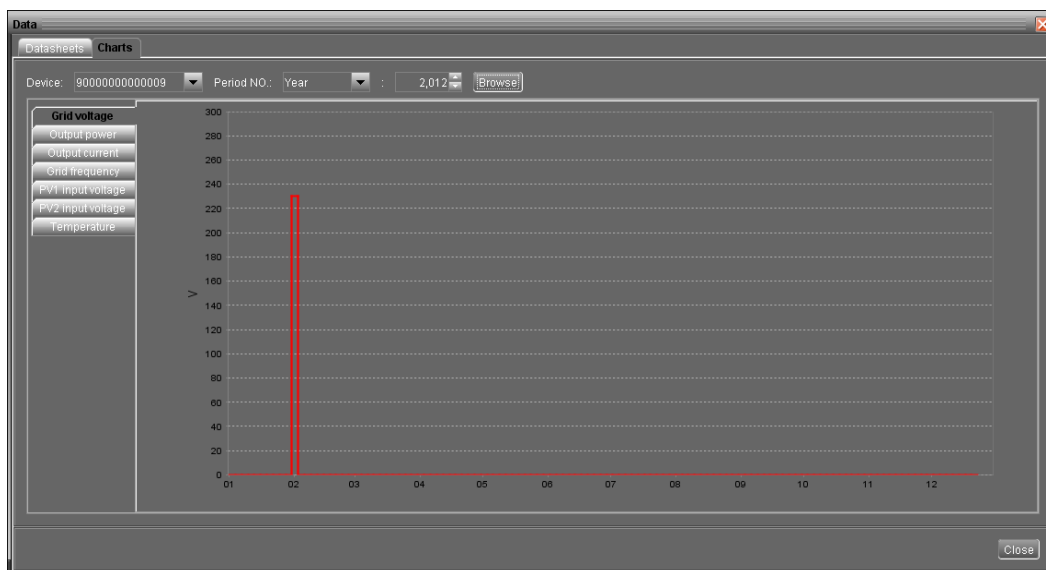 Data
Datasheets Charts
Device: 90000000000009 Period NO.: Year : 2,012 Browse
Grid voltage
Output power
Output current
Grid frequency
PV1 input voltage
PV2 input voltage
Temperature
V
300
280
260
240
220
200
180
160
140
120
100
80
60
40
20
0
01 02 03 04 05 06 07 08 09 10 11 12
Close